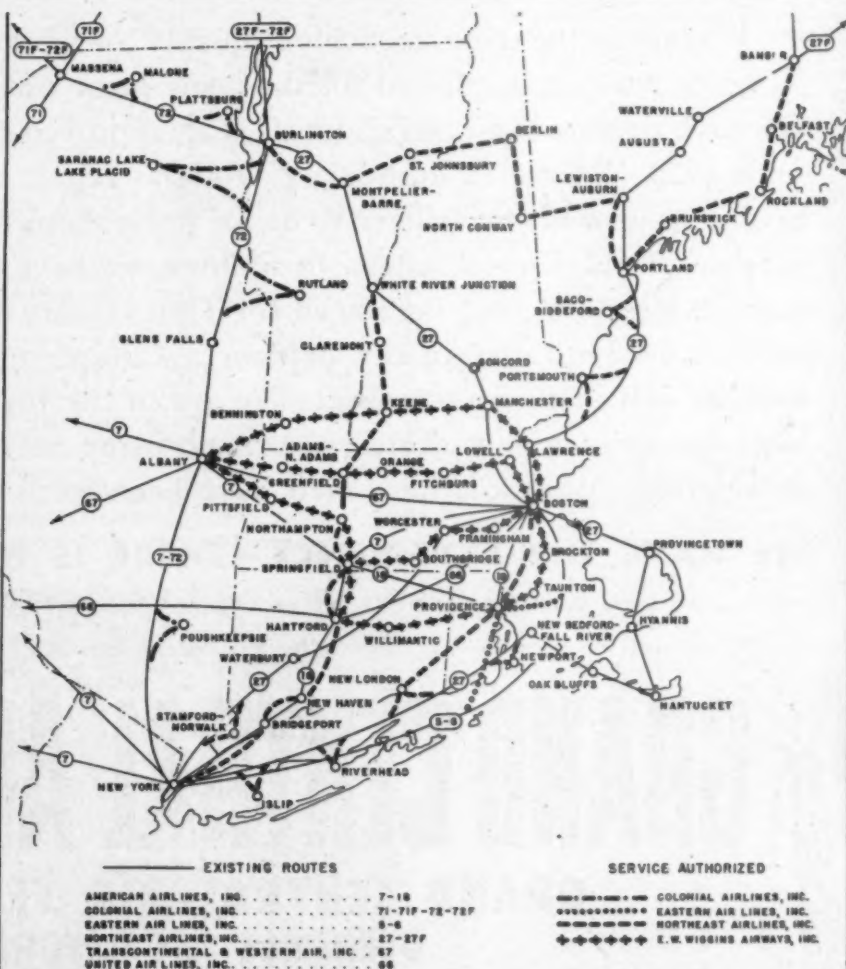 71F
71F-72F
27F-72F
27F
MASSENA
MALONE
BANGOR
71
PLATTSBURG
72
WATERVILLE
BURLINGTON
BERLIN
BELFAST
27
AUGUSTA
SARANAC LAKE
LAKE PLACID
ST. JOHNSBURY
LEWISTON-
AUBURN
MONTPELIER-
BARRE
ROCKLAND
NORTH CONWAY
BRUNSWICK
72
PORTLAND
RUTLAND
WHITE RIVER JUNCTION
SACO-
BIDDEFORD
GLENS FALLS
CLAREMONT
27
27
CONCORD
PORTSMOUTH
KEENE
MANCHESTER
BENNINGTON
7
ALBANY
ADAMS-
N. ADAMS
ORANGE
LOWELL
LAWRENCE
GREENFIELD
FITCHBURG
67
7
67
PITTSFIELD
BOSTON
NORTHAMPTON
WORCESTER
27
7
FRAMINGHAM
PROVINCETOWN
7-72
BROCKTON
SPRINGFIELD
SOUTHBRIDGE
18
66
18
TAUNTON
66
PROVIDENCE
HARTFORD
NEW BEDFORD-
FALL RIVER
HYANNIS
POUGHKEEPSIE
WILLIMANTIC
WATERBURY
NEWPORT
27
18
NEW LONDON
27
OAK BLUFFS
NEW HAVEN
NANTUCKET
7
STAMFORD-
NORWALK
BRIDGEPORT
5-6
7
RIVERHEAD
NEW YORK
ISLIP
EXISTING ROUTES
AMERICAN AIRLINES, INC. 7-18
COLONIAL AIRLINES, INC. 71-71F-72-72F
EASTERN AIR LINES, INC. 5-6
NORTHEAST AIRLINES, INC. 27-27F
TRANSCONTINENTAL & WESTERN AIR, INC. 67
UNITED AIR LINES, INC. 66
SERVICE AUTHORIZED
COLONIAL AIRLINES, INC.
EASTERN AIR LINES, INC.
NORTHEAST AIRLINES, INC.
E.W. WIGGINS AIRWAYS, INC.